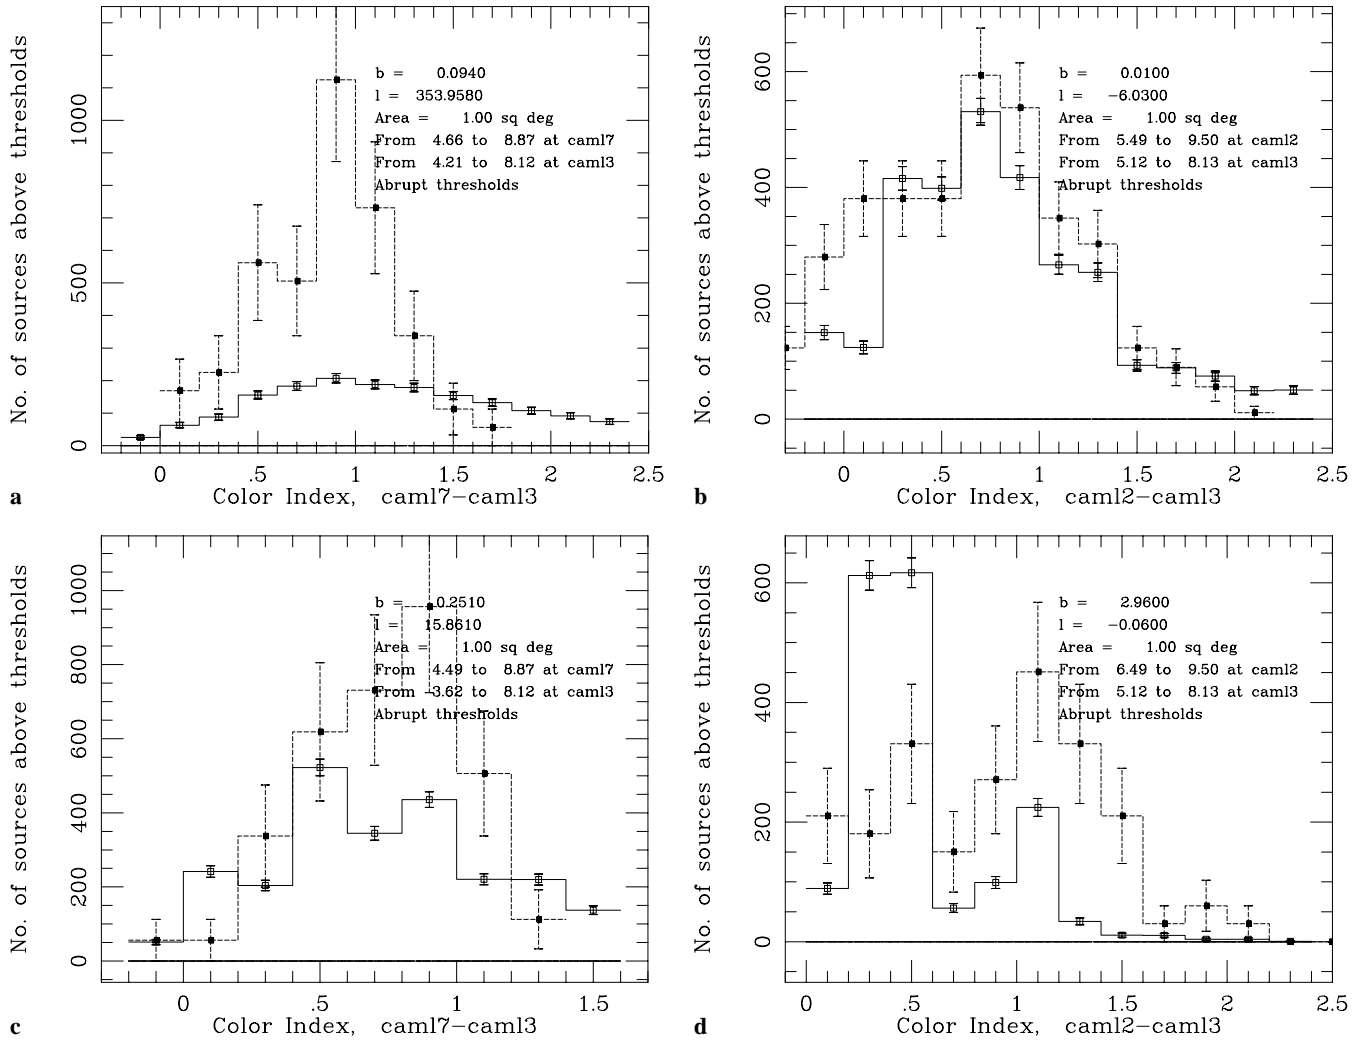 No. of sources above thresholds
1000
500
0
b = 0.0940
l = 353.9580
Area = 1.00 sq deg
From 4.66 to 8.87 at caml7
From 4.21 to 8.12 at caml3
Abrupt thresholds
0 .5 1 1.5 2 2.5
Color Index, caml7−caml3
a
No. of sources above thresholds
600
400
200
0
b = 0.0100
l = −6.0300
Area = 1.00 sq deg
From 5.49 to 9.50 at caml2
From 5.12 to 8.13 at caml3
Abrupt thresholds
0 .5 1 1.5 2 2.5
Color Index, caml2−caml3
b
No. of sources above thresholds
1000
800
600
400
200
0
b = 0.2510
l = 15.8610
Area = 1.00 sq deg
From 4.49 to 8.87 at caml7
From 3.62 to 8.12 at caml3
Abrupt thresholds
0 .5 1 1.5
Color Index, caml7−caml3
c
No. of sources above thresholds
600
400
200
0
b = 2.9600
l = −0.0600
Area = 1.00 sq deg
From 6.49 to 9.50 at caml2
From 5.12 to 8.13 at caml3
Abrupt thresholds
0 .5 1 1.5 2 2.5
Color Index, caml2−caml3
d